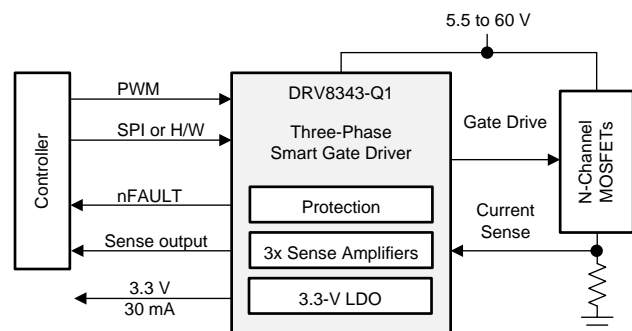 5.5 to 60 V
Controller
PWM
SPI or H/W
nFAULT
Sense output
3.3 V
30 mA
DRV8343-Q1
Three-Phase
Smart Gate Driver
Protection
3x Sense Amplifiers
3.3-V LDO
Gate Drive
Current
Sense
N-Channel
MOSFETs